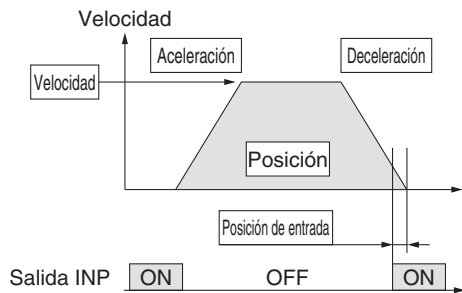 Velocidad
Aceleración
Deceleración
Velocidad
Posición
Posición de entrada
Salida INP
ON
OFF
ON